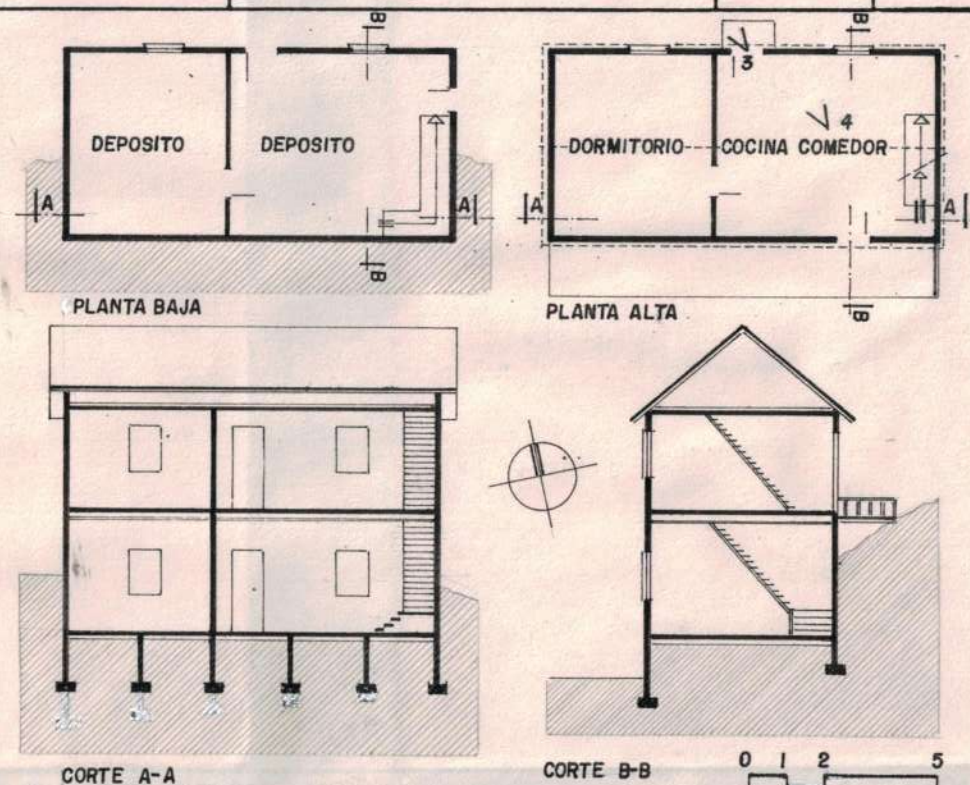 B
B
DEPOSITO DEPOSITO
3
4
DORMITORIO COCINA COMEDOR
A A
A A
B
B
PLANTA BAJA
PLANTA ALTA
CORTE A-A
CORTE B-B
0 1 2 5